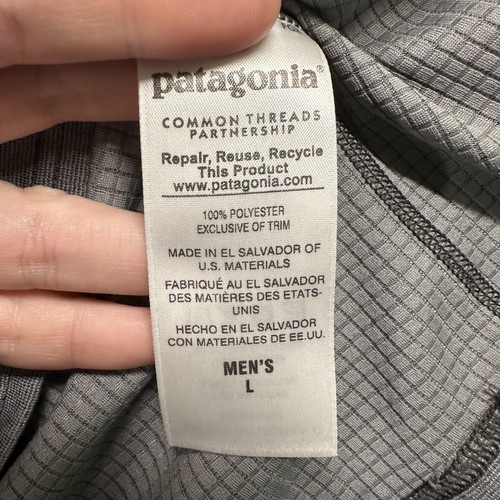 patagonia®
COMMON THREADS
PARTNERSHIP
Repair, Reuse, Recycle
This Product
www.patagonia.com
100% POLYESTER
EXCLUSIVE OF TRIM
MADE IN EL SALVADOR OF
U.S. MATERIALS
FABRIQUÉ AU EL SALVADOR
DES MATIÈRES DES ETATS-
UNIS
HECHO EN EL SALVADOR
CON MATERIALES DE EE.UU.
MEN'S
L